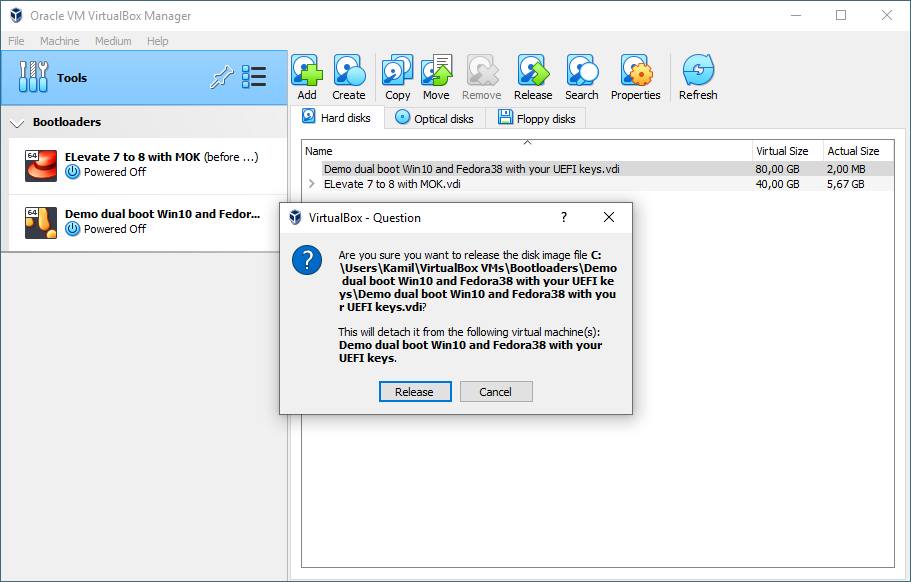 Oracle VM VirtualBox Manager
File Machine Medium Help
Tools
Add Create Copy Move Remove Release Search Properties Refresh
Bootloaders
Hard disks Optical disks Floppy disks
Name Virtual Size Actual Size
64
ELevate 7 to 8 with MOK (before ...)
Powered Off
Demo dual boot Win10 and Fedora38 with your UEFI keys.vdi 80,00 GB 2,00 MB
ELevate 7 to 8 with MOK.vdi 40,00 GB 5,67 GB
64
Demo dual boot Win10 and Fedor...
Powered Off
VirtualBox - Question ?
?
Are you sure you want to release the disk image file C:
\Users\Kamil\VirtualBox VMs\Bootloaders\Demo
dual boot Win10 and Fedora38 with your UEFI ke
ys\Demo dual boot Win10 and Fedora38 with you
r UEFI keys.vdi?
This will detach it from the following virtual machine(s):
Demo dual boot Win10 and Fedora38 with your
UEFI keys.
Release Cancel